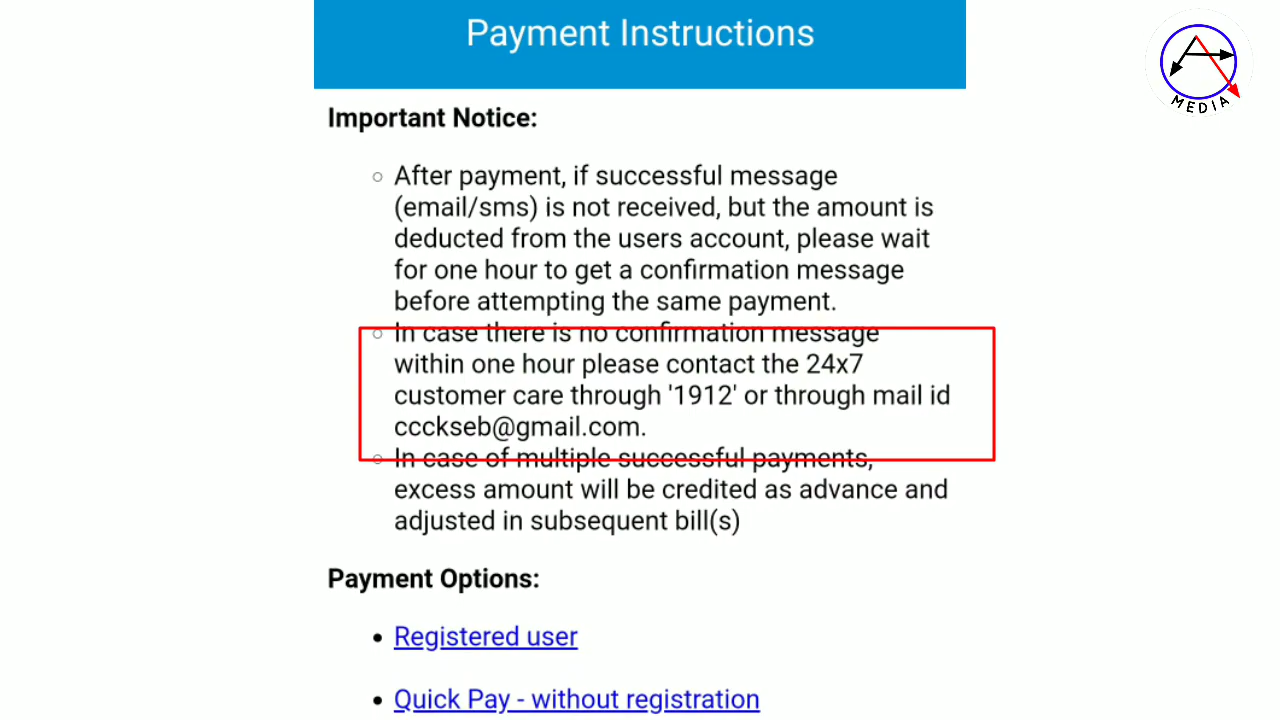 Payment Instructions
MEDIA
Important Notice:
After payment, if successful message
(email/sms) is not received, but the amount is
deducted from the users account, please wait
for one hour to get a confirmation message
before attempting the same payment.
In case there is no confirmation message
within one hour please contact the 24x7
customer care through '1912' or through mail id
ccckseb@gmail.com.
In case of multiple successful payments,
excess amount will be credited as advance and
adjusted in subsequent bill(s)
Payment Options:
Registered user
Quick Pay - without registration